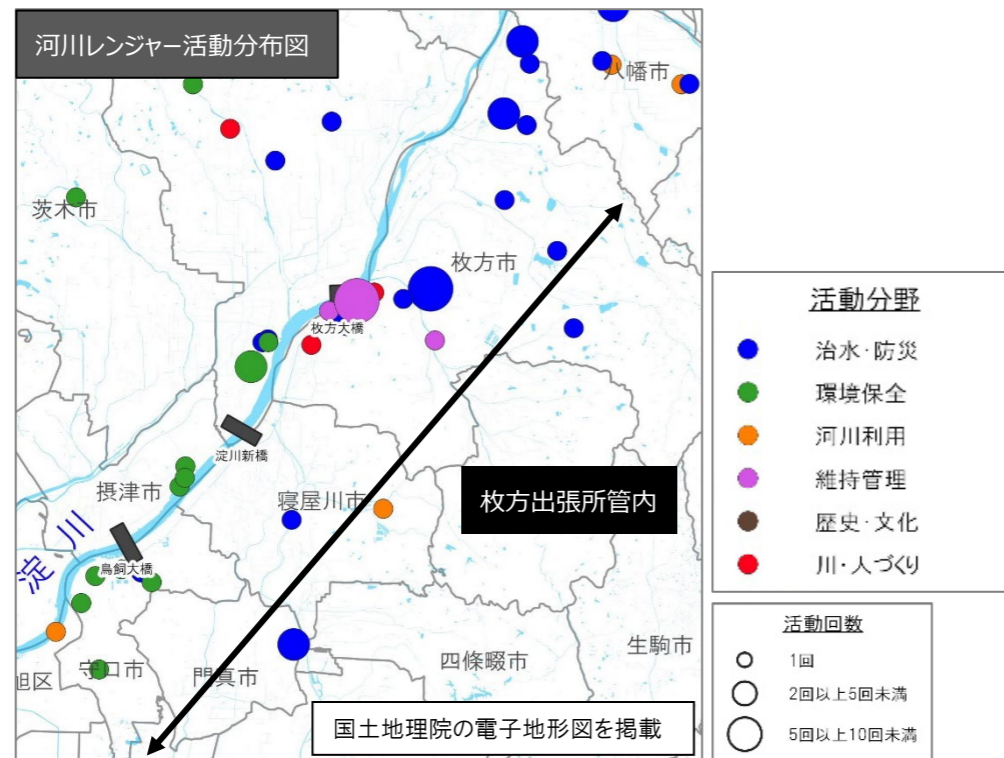 河川レンジャー活動分布図
八幡市
茨木市
枚方市
枚方大橋
淀川新橋
摂津市
寝屋川市
枚方出張所管内
淀川
鳥飼大橋
旭区
守口市
門真市
四條畷市
生駒市
国土地理院の電子地形図を掲載
活動分野
治水・防災
環境保全
河川利用
維持管理
歴史・文化
川・人づくり
活動回数
1回
2回以上5回未満
5回以上10回未満